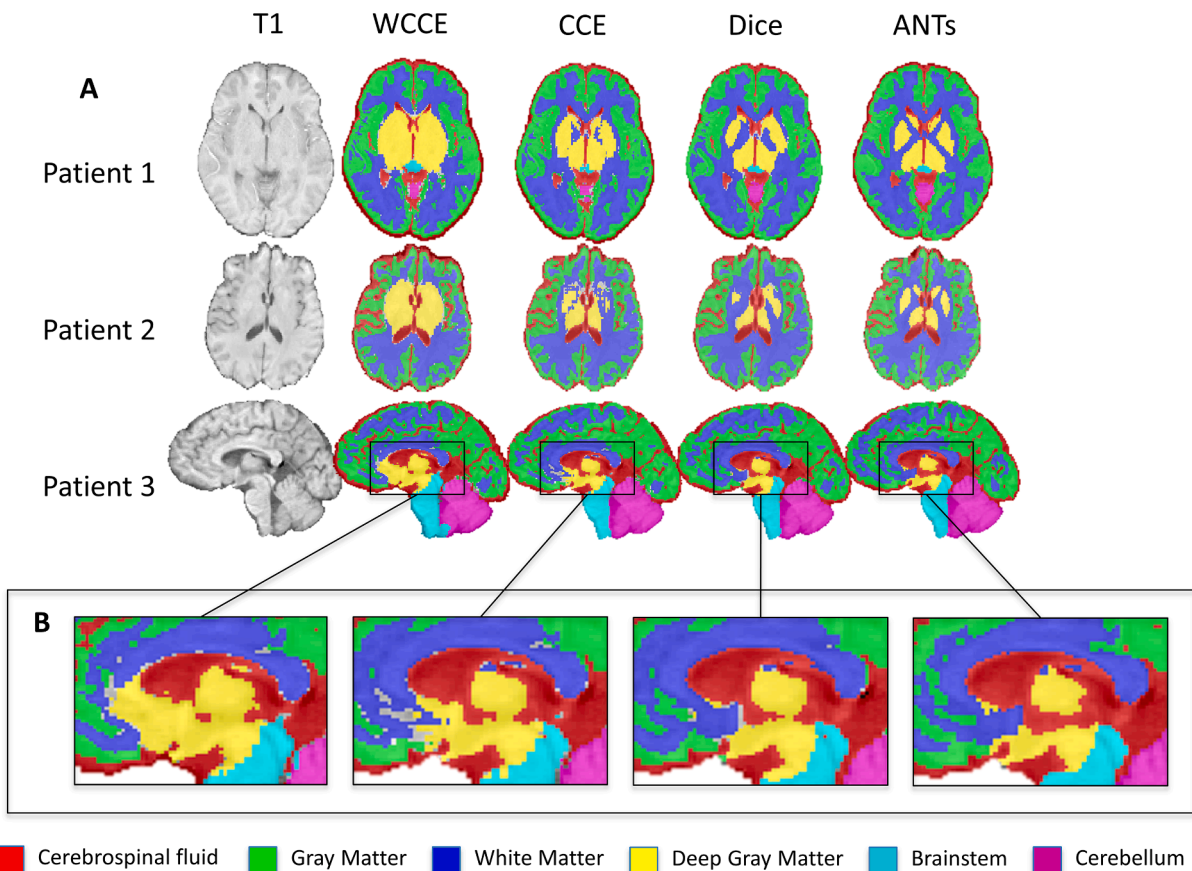 T1 WCCE CCE Dice ANTs
A
Patient 1
Patient 2
Patient 3
B
Cerebrospinal fluid Gray Matter White Matter Deep Gray Matter Brainstem Cerebellum